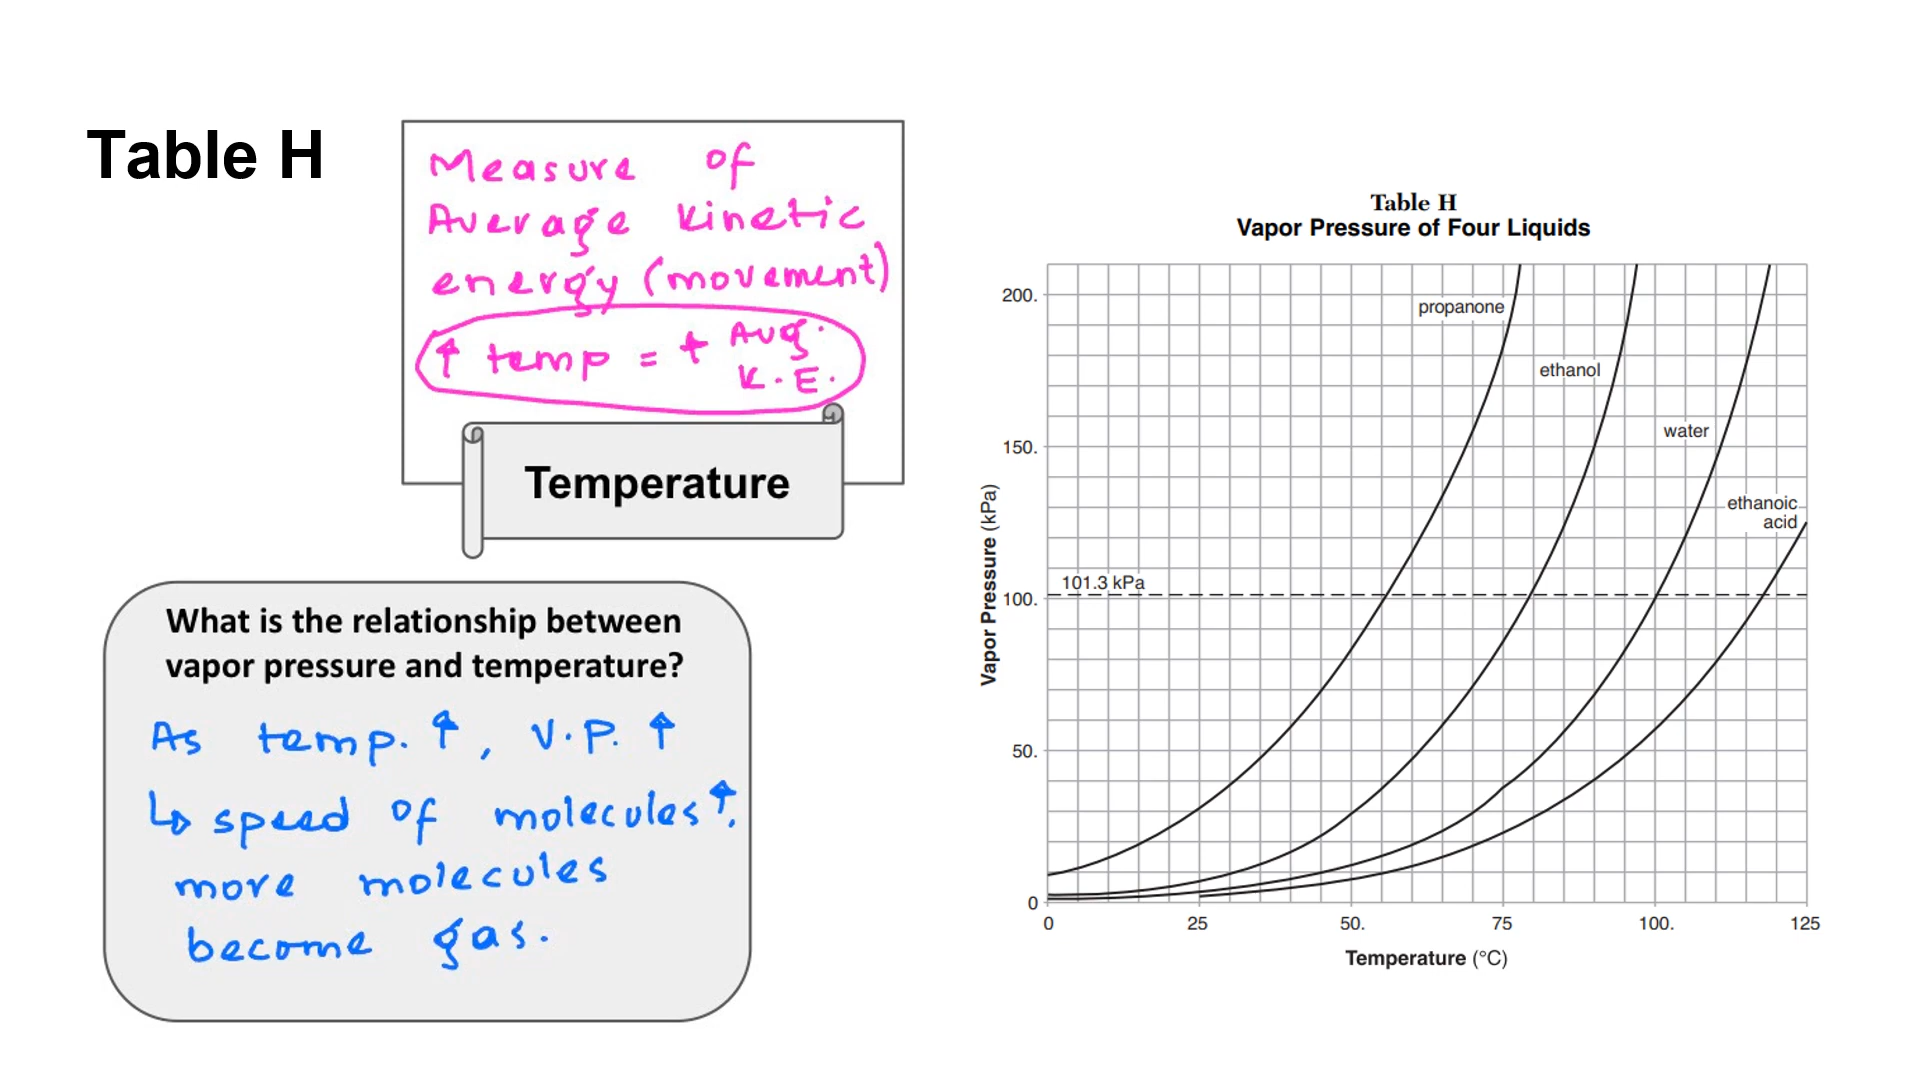 Table H
Measure of
Average kinetic
energy (movement)
↑ temp = ↑ Avg.
K.E.
Temperature
What is the relationship between
vapor pressure and temperature?
As temp. ↑, V.P. ↑
↳ speed of molecules ↑.
more molecules
become gas.
Table H
Vapor Pressure of Four Liquids
Vapor Pressure (kPa)
200.
150.
100.
50.
0
propanone
ethanol
water
ethanoic
acid
101.3 kPa
0 25 50. 75 100. 125
Temperature (°C)